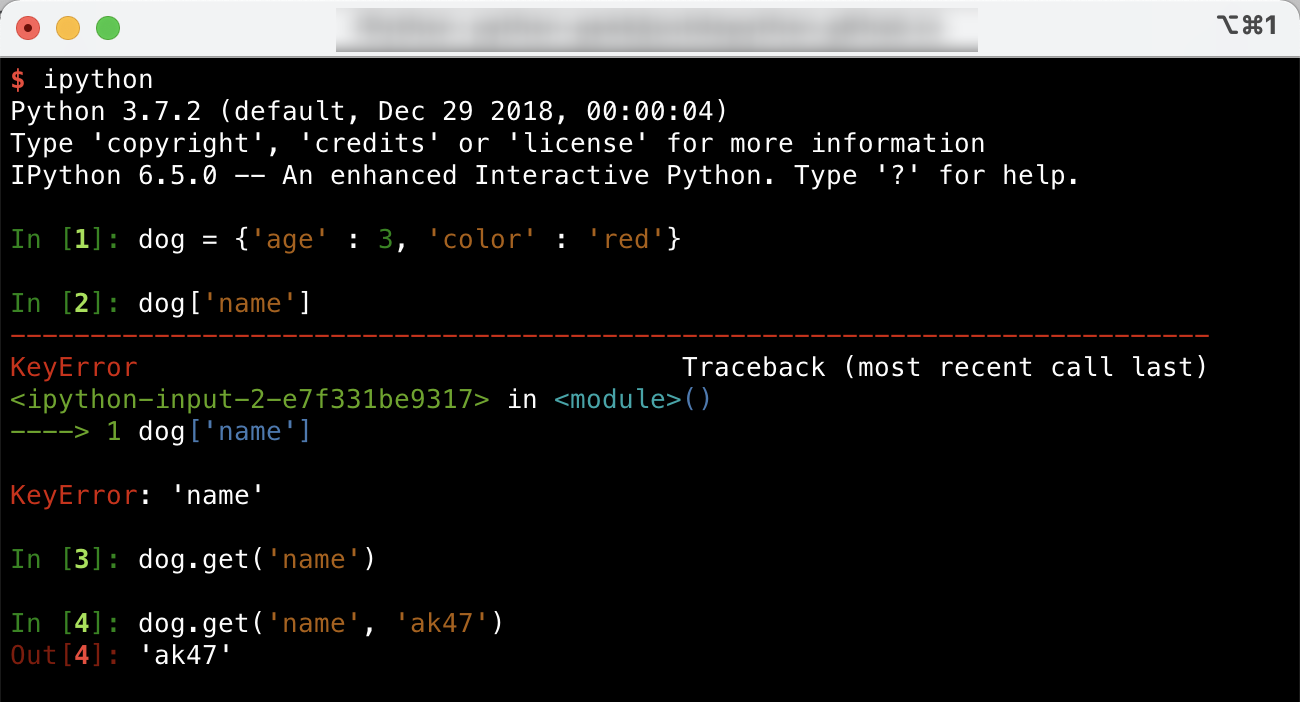 ⌥⌘1
$ ipython
Python 3.7.2 (default, Dec 29 2018, 00:00:04)
Type 'copyright', 'credits' or 'license' for more information
IPython 6.5.0 -- An enhanced Interactive Python. Type '?' for help.
In [1]: dog = {'age' : 3, 'color' : 'red'}
In [2]: dog['name']
---------------------------------------------------------------------------
KeyError                                  Traceback (most recent call last)
<ipython-input-2-e7f331be9317> in <module>()
----> 1 dog['name']
KeyError: 'name'
In [3]: dog.get('name')
In [4]: dog.get('name', 'ak47')
Out[4]: 'ak47'